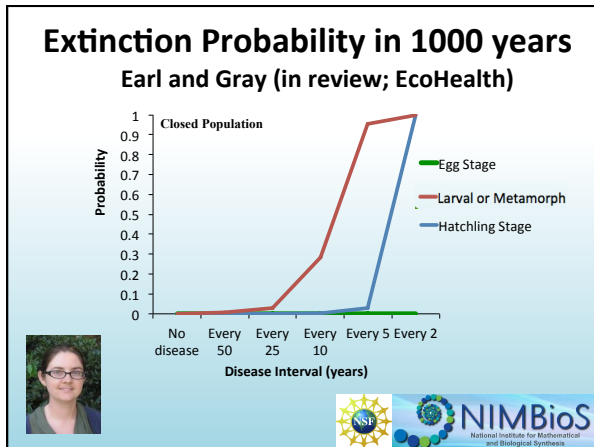 Extinction Probability in 1000 years
Earl and Gray (in review; EcoHealth)
Closed Population
Probability
1
0.9
0.8
0.7
0.6
0.5
0.4
0.3
0.2
0.1
0
Egg Stage
Larval or Metamorph
Hatchling Stage
No disease
Every 50
Every 25
Every 10
Every 5
Every 2
Disease Interval (years)
NSF
NIMBioS
National Institute for Mathematical
and Biological Synthesis